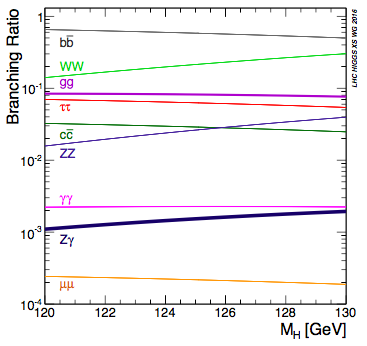 Branching Ratio
1
10⁻¹
10⁻²
10⁻³
10⁻⁴
LHC HIGGS XS WG 2016
bb̅
WW
gg
ττ
cc̅
ZZ
γγ
Zγ
μμ
120 122 124 126 128 130
M_H [GeV]